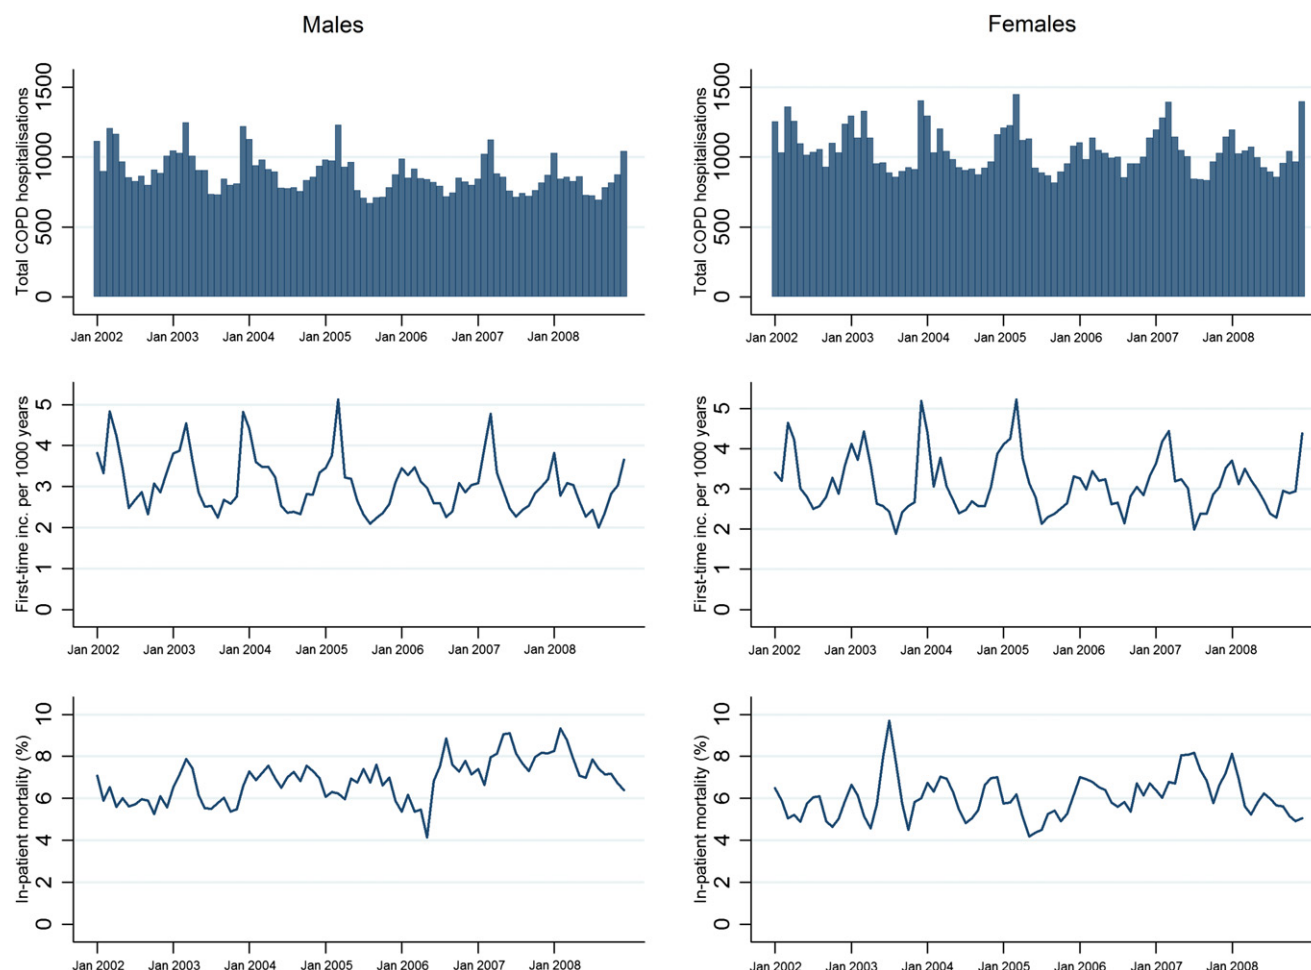 Males
Females
Total COPD hospitalisations
0 500 1000 1500
Jan 2002 Jan 2003 Jan 2004 Jan 2005 Jan 2006 Jan 2007 Jan 2008
Total COPD hospitalisations
0 500 1000 1500
Jan 2002 Jan 2003 Jan 2004 Jan 2005 Jan 2006 Jan 2007 Jan 2008
First-time inc. per 1000 years
0 1 2 3 4 5
Jan 2002 Jan 2003 Jan 2004 Jan 2005 Jan 2006 Jan 2007 Jan 2008
First-time inc. per 1000 years
0 1 2 3 4 5
Jan 2002 Jan 2003 Jan 2004 Jan 2005 Jan 2006 Jan 2007 Jan 2008
In-patient mortality (%)
0 2 4 6 8 10
Jan 2002 Jan 2003 Jan 2004 Jan 2005 Jan 2006 Jan 2007 Jan 2008
In-patient mortality (%)
0 2 4 6 8 10
Jan 2002 Jan 2003 Jan 2004 Jan 2005 Jan 2006 Jan 2007 Jan 2008